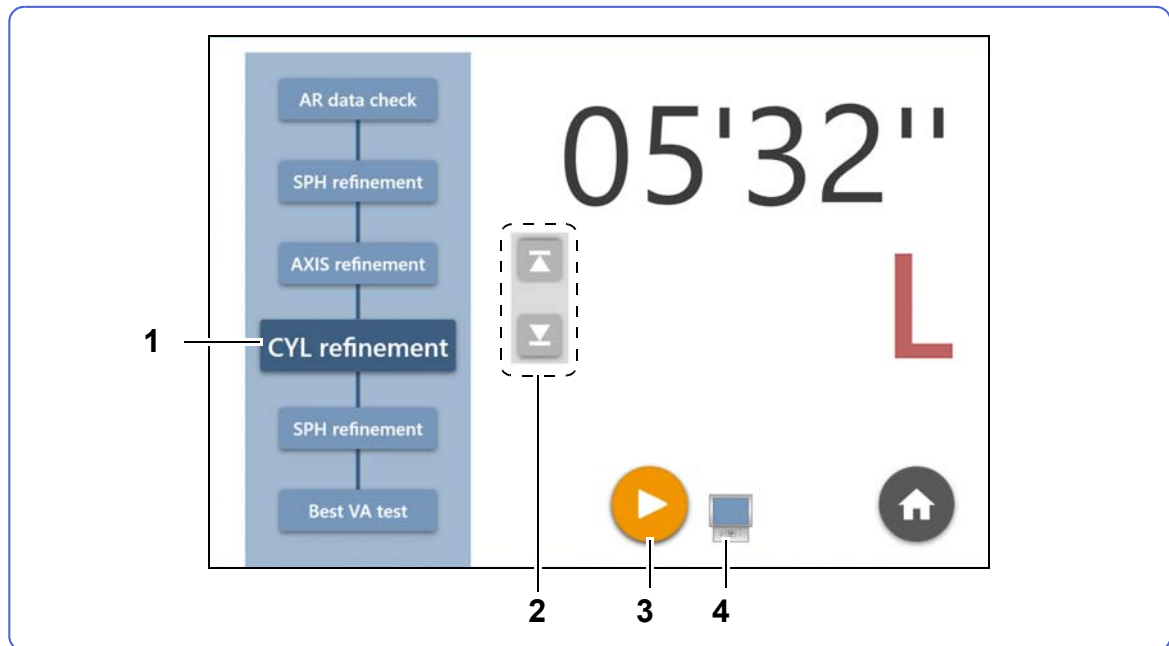 AR data check
SPH refinement
AXIS refinement
CYL refinement
SPH refinement
Best VA test
05'32''
L
1
2
3
4